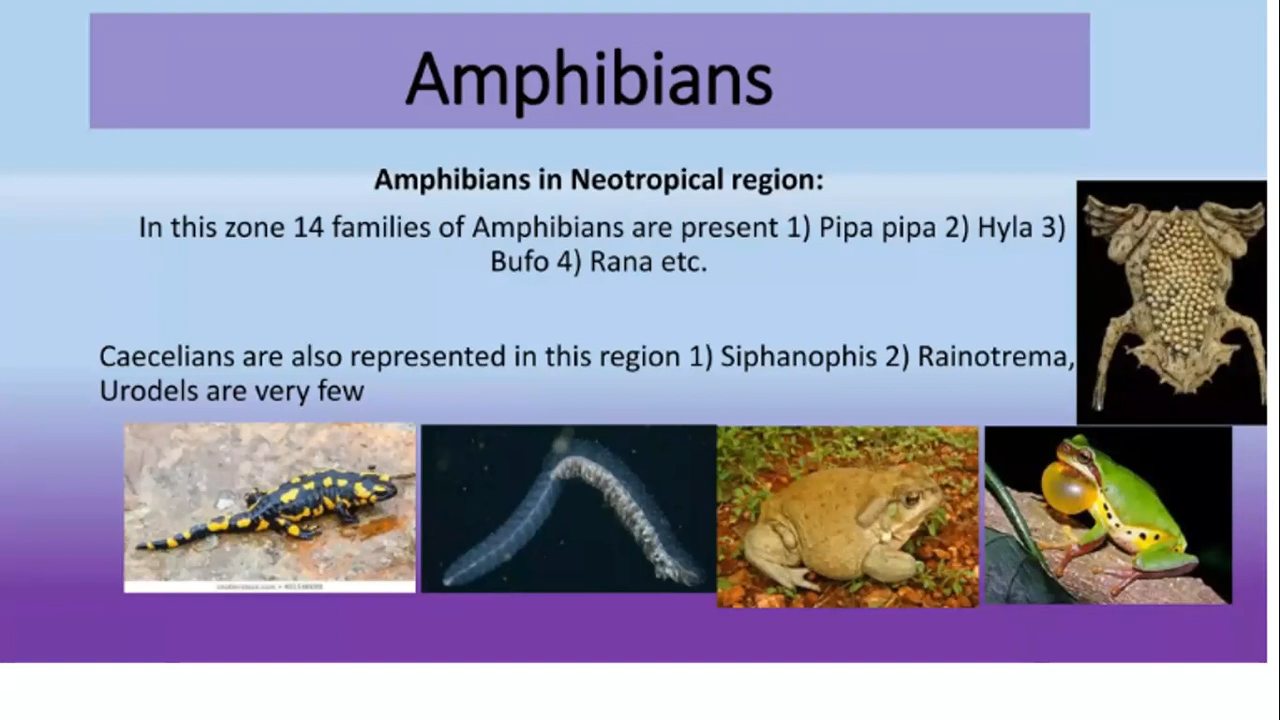 Amphibians
Amphibians in Neotropical region:
In this zone 14 families of Amphibians are present 1) Pipa pipa 2) Hyla 3)
Bufo 4) Rana etc.
Caecelians are also represented in this region 1) Siphanophis 2) Rainotrema,
Urodels are very few